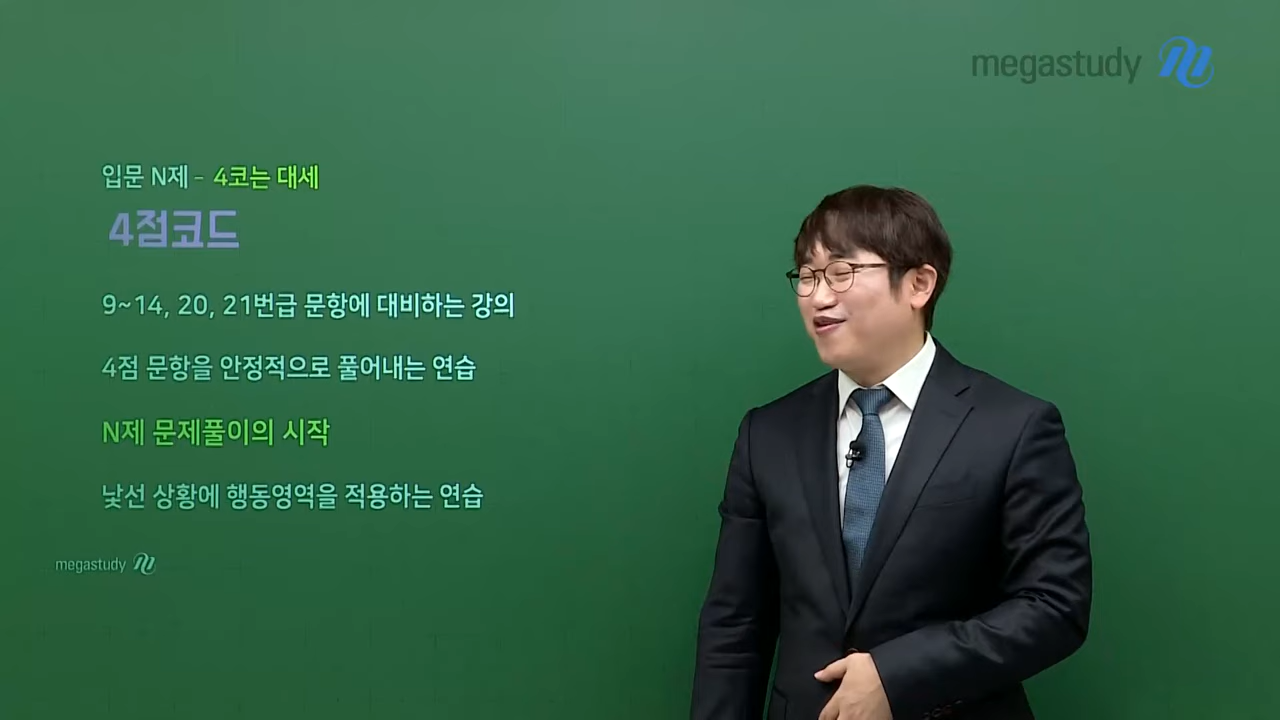 megastudy
입문 N제 - 4코는 대세
4점코드
9~14, 20, 21번급 문항에 대비하는 강의
4점 문항을 안정적으로 풀어내는 연습
N제 문제풀이의 시작
낯선 상황에 행동영역을 적용하는 연습
megastudy